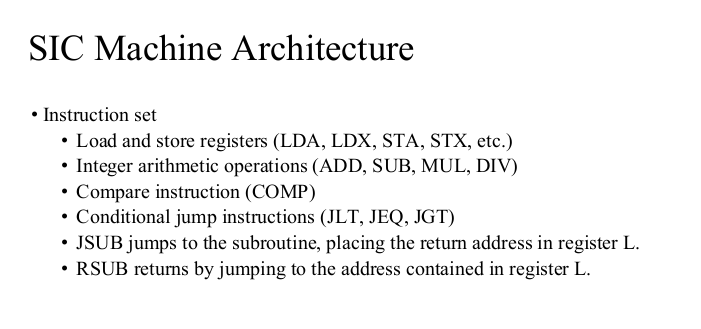 SIC Machine Architecture
• Instruction set
• Load and store registers (LDA, LDX, STA, STX, etc.)
• Integer arithmetic operations (ADD, SUB, MUL, DIV)
• Compare instruction (COMP)
• Conditional jump instructions (JLT, JEQ, JGT)
• JSUB jumps to the subroutine, placing the return address in register L.
• RSUB returns by jumping to the address contained in register L.